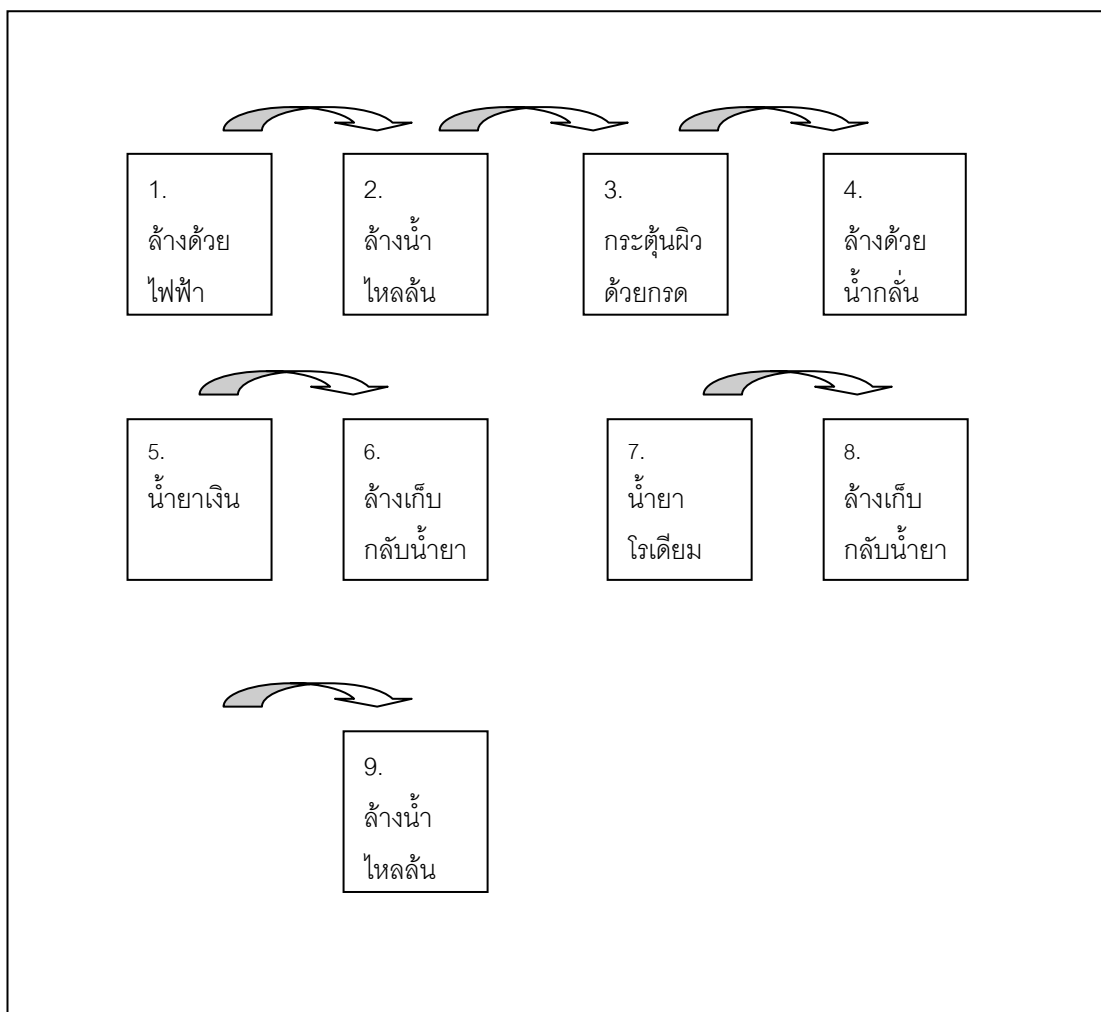 1.
ล้างด้วย
ไฟฟ้า
2.
ล้างน้ำ
ไหลล้น
3.
กระตุ้นผิว
ด้วยกรด
4.
ล้างด้วย
น้ำกลั่น
5.
น้ำยาเงิน
6.
ล้างเก็บ
กลับน้ำยา
7.
น้ำยา
โรเดียม
8.
ล้างเก็บ
กลับน้ำยา
9.
ล้างน้ำ
ไหลล้น